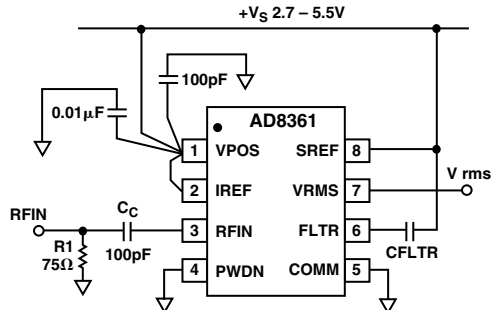 +VS 2.7 – 5.5V
100pF
0.01µF
AD8361
1 VPOS SREF 8
2 IREF VRMS 7
V rms
RFIN
CC
3 RFIN FLTR 6
R1
75Ω
100pF
CFLTR
4 PWDN COMM 5